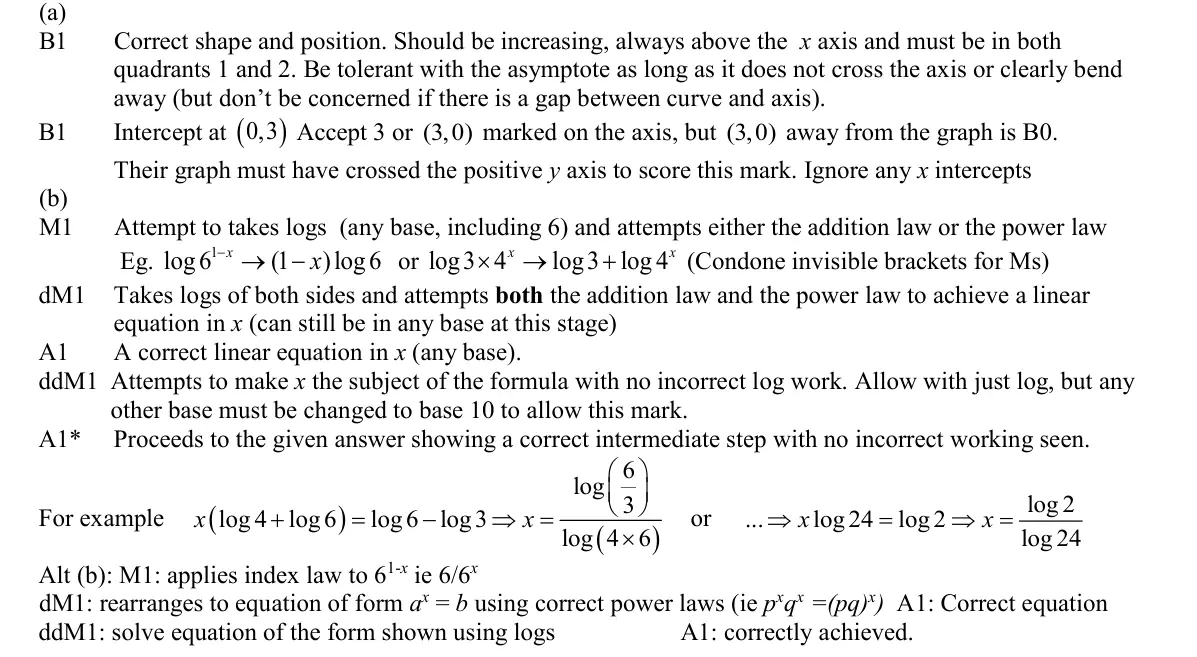 (a)
B1 Correct shape and position. Should be increasing, always above the x axis and must be in both
quadrants 1 and 2. Be tolerant with the asymptote as long as it does not cross the axis or clearly bend
away (but don’t be concerned if there is a gap between curve and axis).
B1 Intercept at (0,3) Accept 3 or (3,0) marked on the axis, but (3,0) away from the graph is B0.
Their graph must have crossed the positive y axis to score this mark. Ignore any x intercepts
(b)
M1 Attempt to takes logs (any base, including 6) and attempts either the addition law or the power law
Eg. log 6^{1−x} → (1−x) log 6 or log 3×4^x → log 3 + log 4^x (Condone invisible brackets for Ms)
dM1 Takes logs of both sides and attempts both the addition law and the power law to achieve a linear
equation in x (can still be in any base at this stage)
A1 A correct linear equation in x (any base).
ddM1 Attempts to make x the subject of the formula with no incorrect log work. Allow with just log, but any
other base must be changed to base 10 to allow this mark.
A1* Proceeds to the given answer showing a correct intermediate step with no incorrect working seen.
For example x(log 4 + log 6) = log 6 − log 3 ⇒ x = log(6/3) / log(4×6) or ... ⇒ x log 24 = log 2 ⇒ x = log 2 / log 24
Alt (b): M1: applies index law to 6^{1-x} ie 6/6^x
dM1: rearranges to equation of form a^x = b using correct power laws (ie p^x q^x =(pq)^x) A1: Correct equation
ddM1: solve equation of the form shown using logs A1: correctly achieved.